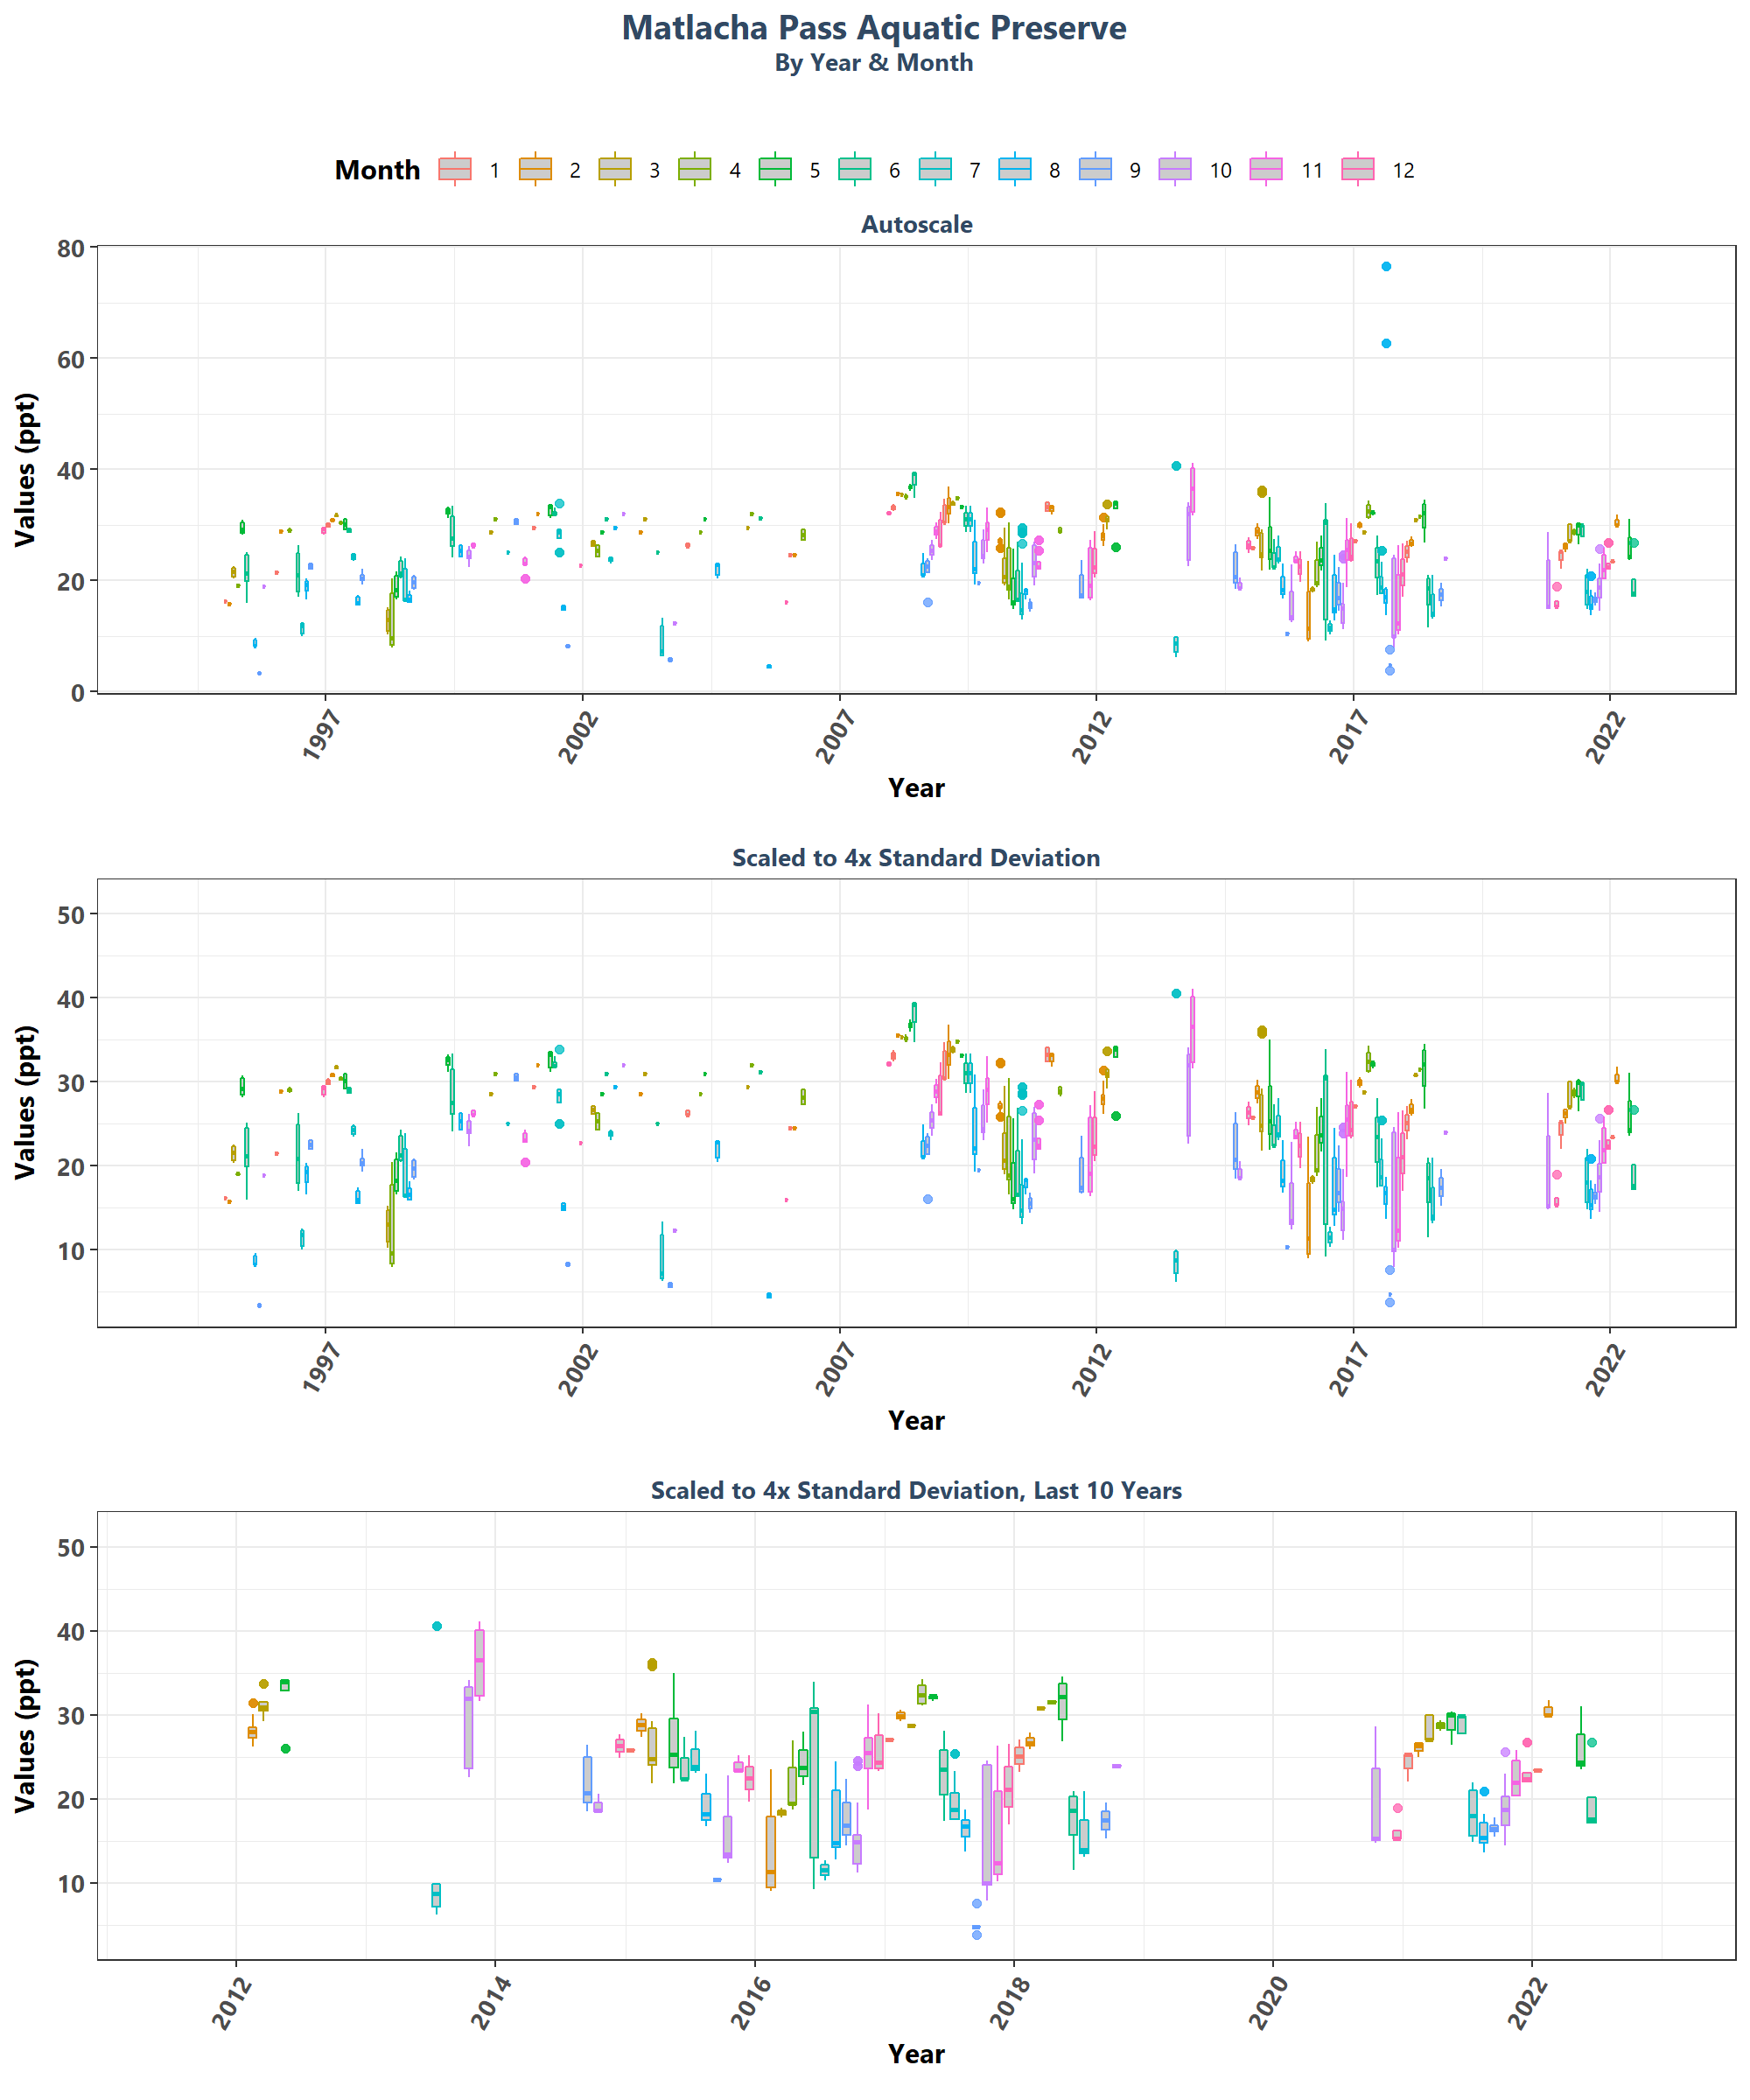 Matlacha Pass Aquatic Preserve
By Year & Month
Month 1 2 3 4 5 6 7 8 9 10 11 12
Autoscale
80
60
40
20
0
Values (ppt)
1997 2002 2007 2012 2017 2022
Year
Scaled to 4x Standard Deviation
50
40
30
20
10
Values (ppt)
1997 2002 2007 2012 2017 2022
Year
Scaled to 4x Standard Deviation, Last 10 Years
50
40
30
20
10
Values (ppt)
2012 2014 2016 2018 2020 2022
Year